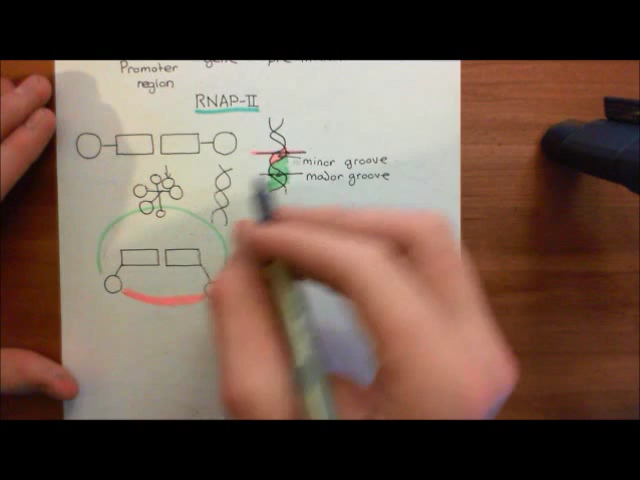 Promoter
region
RNAP-II
minor groove
major groove